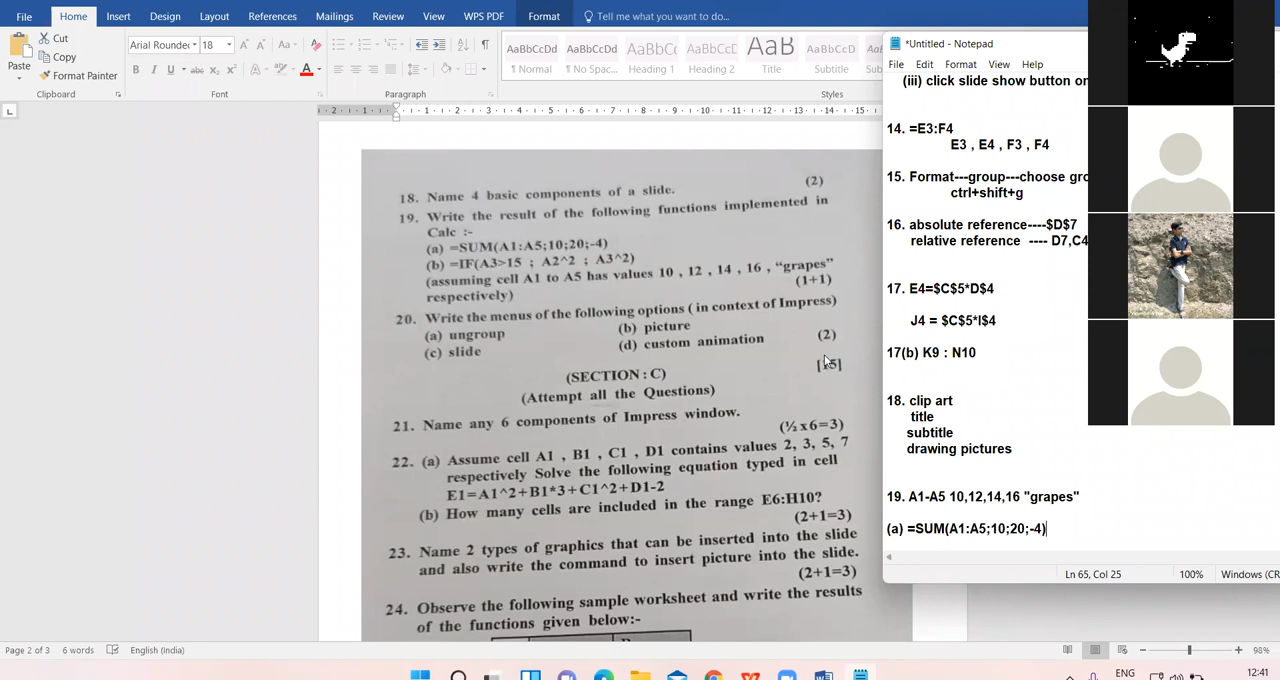 File Home Insert Design Layout References Mailings Review View WPS PDF Format Tell me what you want to do...
Paste
Cut
Copy
Format Painter
Clipboard
Arial Rounde 18
Font
Paragraph
AaBbCcDd AaBbCcDd AaBbCc AaBbCcD AaB AaBbCcD
¶ Normal ¶ No Spac... Heading 1 Heading 2 Title Subtitle
Styles
18. Name 4 basic components of a slide. (2)
19. Write the result of the following functions implemented in
Calc :-
(a) =SUM(A1:A5;10;20;-4)
(b) =IF(A3>15 ; A2^2 ; A3^2)
(assuming cell A1 to A5 has values 10 , 12 , 14 , 16 , “grapes”
respectively) (1+1)
20. Write the menus of the following options ( in context of Impress)
(a) ungroup (b) picture
(c) slide (d) custom animation (2)
(SECTION : C)
(Attempt all the Questions)
21. Name any 6 components of Impress window.
(½ x6=3)
22. (a) Assume cell A1 , B1 , C1 , D1 contains values 2, 3, 5, 7
respectively Solve the following equation typed in cell
E1=A1^2+B1*3+C1^2+D1-2
(b) How many cells are included in the range E6:H10?
(2+1=3)
23. Name 2 types of graphics that can be inserted into the slide
and also write the command to insert picture into the slide.
(2+1=3)
24. Observe the following sample worksheet and write the results
of the functions given below:-
*Untitled - Notepad
File Edit Format View Help
(iii) click slide show button on
14. =E3:F4
E3 , E4 , F3 , F4
15. Format---group---choose gro
ctrl+shift+g
16. absolute reference----$D$7
relative reference ---- D7,C4
17. E4=$C$5*D$4
J4 = $C$5*I$4
17(b) K9 : N10
18. clip art
title
subtitle
drawing pictures
19. A1-A5 10,12,14,16 "grapes"
(a) =SUM(A1:A5;10;20;-4)
Ln 65, Col 25 100% Windows (CR
Page 2 of 3 6 words English (India) 98%
ENG 12:41